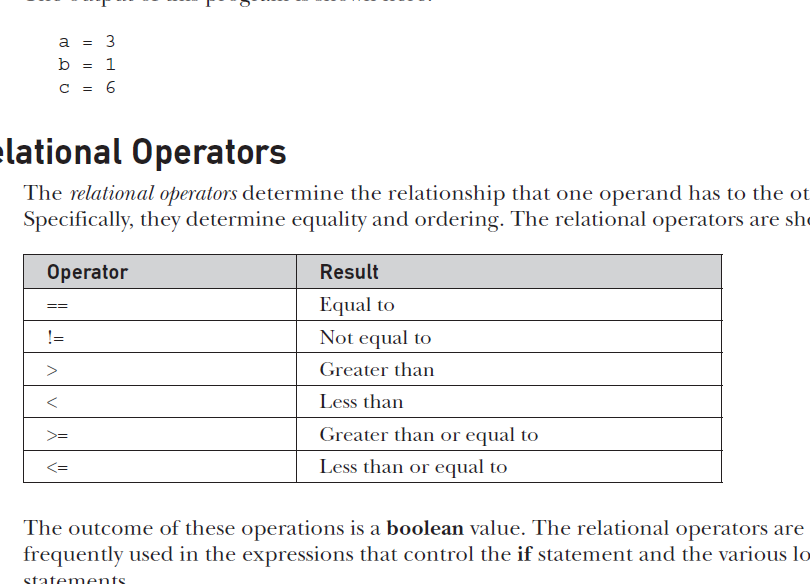 a = 3
b = 1
c = 6
elational Operators
The relational operators determine the relationship that one operand has to the ot
Specifically, they determine equality and ordering. The relational operators are sh
Operator Result
== Equal to
!= Not equal to
> Greater than
< Less than
>= Greater than or equal to
<= Less than or equal to
The outcome of these operations is a boolean value. The relational operators are
frequently used in the expressions that control the if statement and the various lo
statements